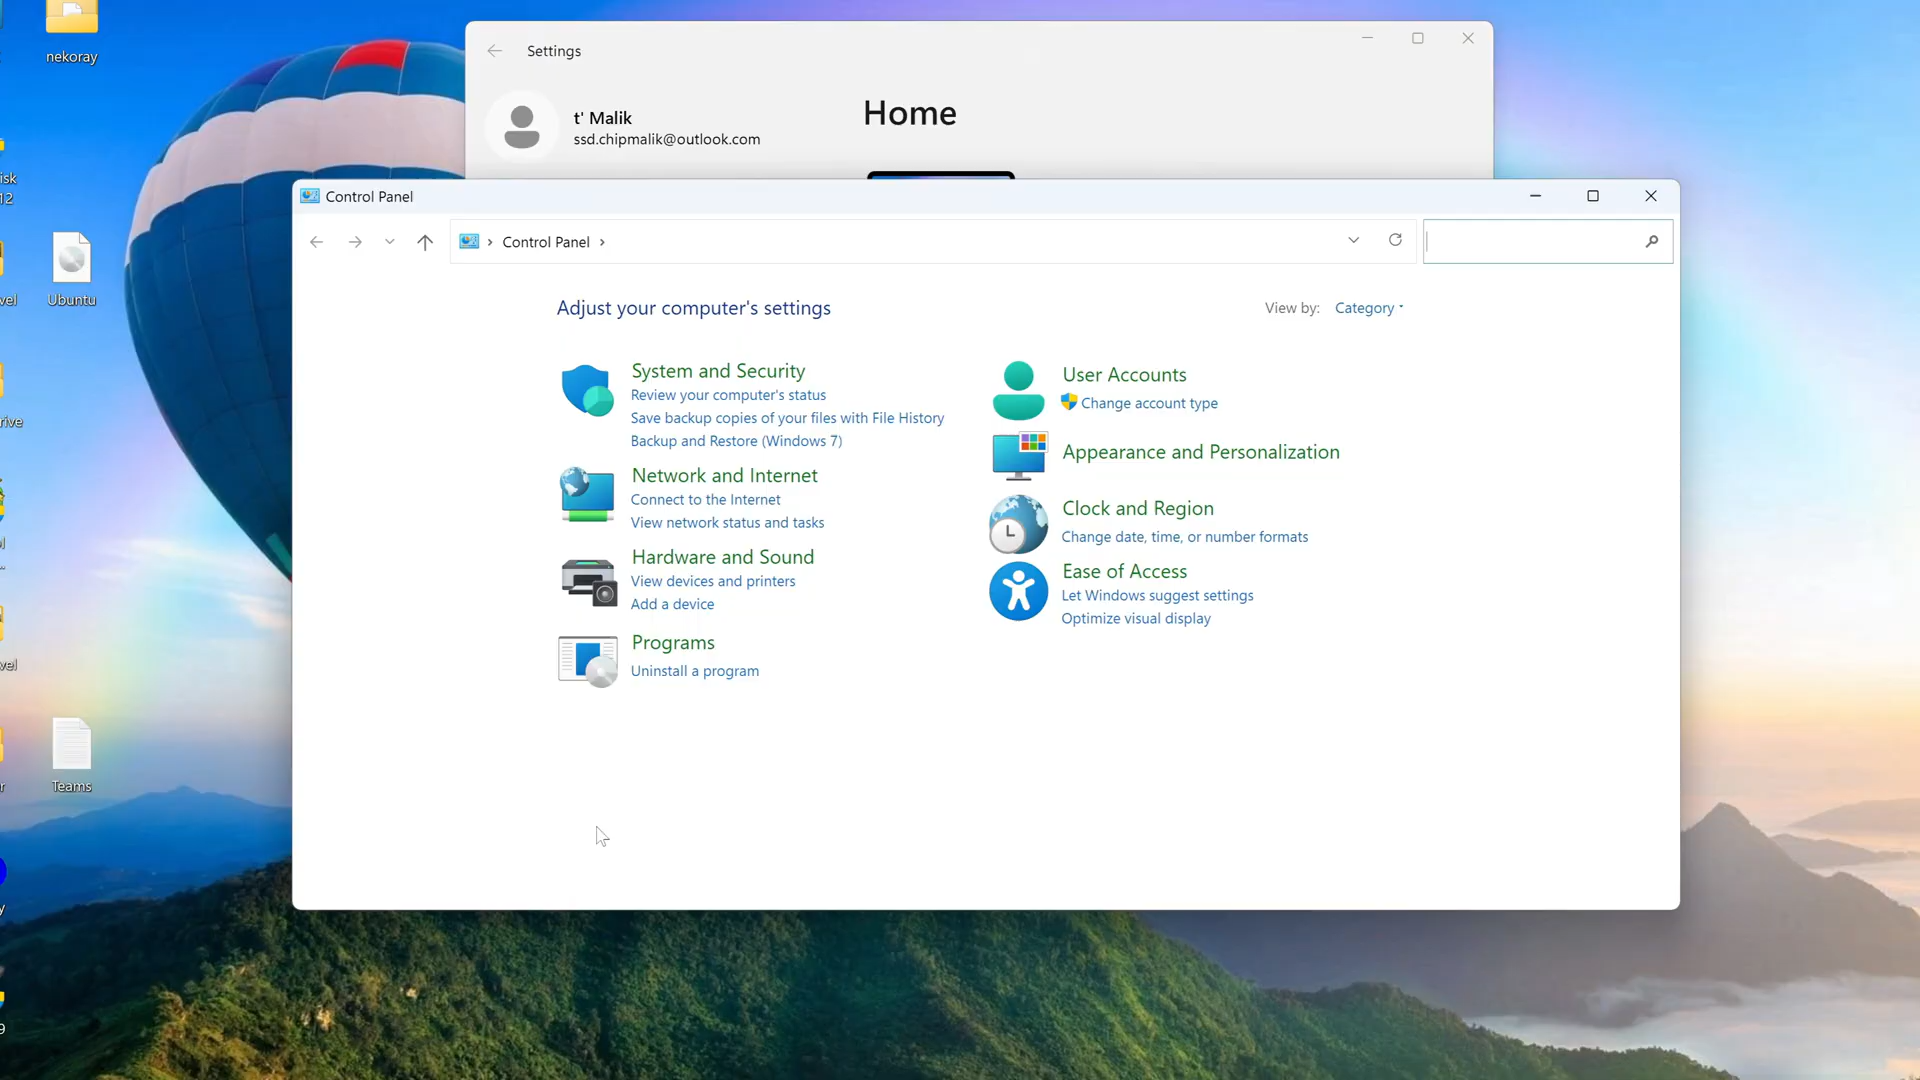 nekoray
Settings
t' Malik
ssd.chipmalik@outlook.com
Home
isk
12
Control Panel
Control Panel
Ubuntu
vel
Adjust your computer's settings
View by: Category
System and Security
Review your computer's status
Save backup copies of your files with File History
Backup and Restore (Windows 7)
User Accounts
Change account type
rive
Network and Internet
Connect to the Internet
View network status and tasks
Appearance and Personalization
Clock and Region
Change date, time, or number formats
el
...
Hardware and Sound
View devices and printers
Add a device
Ease of Access
Let Windows suggest settings
Optimize visual display
Programs
Uninstall a program
vel
Teams
r
y
9